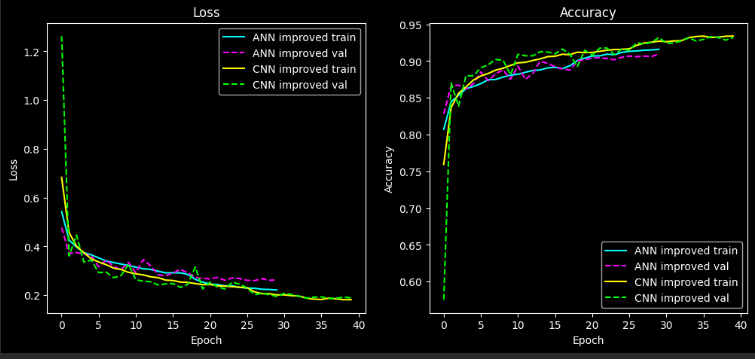 Loss
Accuracy
1.2
1.0
0.8
0.6
0.4
0.2
Loss
ANN improved train
ANN improved val
CNN improved train
CNN improved val
0 5 10 15 20 25 30 35 40
Epoch
0.95
0.90
0.85
0.80
0.75
0.70
0.65
0.60
Accuracy
ANN improved train
ANN improved val
CNN improved train
CNN improved val
0 5 10 15 20 25 30 35 40
Epoch